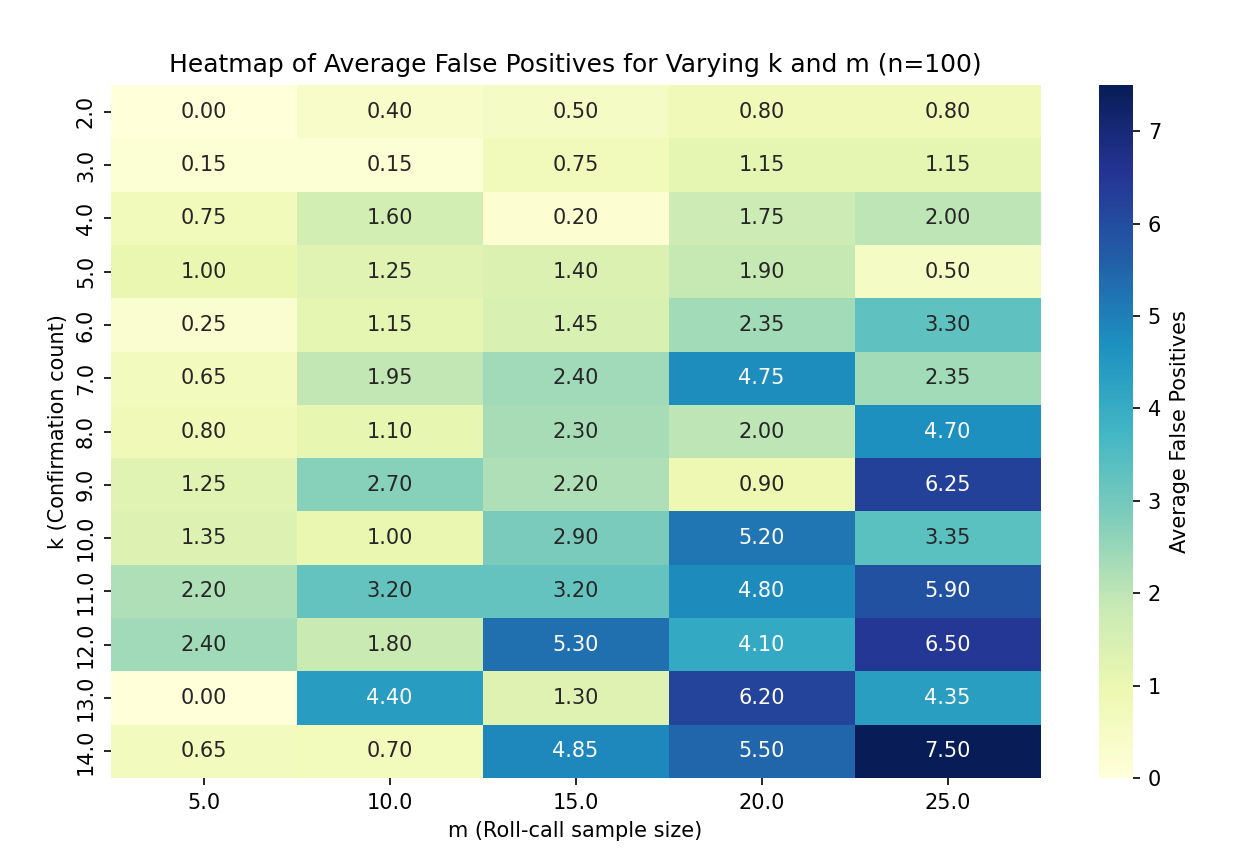 Heatmap of Average False Positives for Varying k and m (n=100)
k (Confirmation count)
2.0 0.00 0.40 0.50 0.80 0.80
3.0 0.15 0.15 0.75 1.15 1.15
4.0 0.75 1.60 0.20 1.75 2.00
5.0 1.00 1.25 1.40 1.90 0.50
6.0 0.25 1.15 1.45 2.35 3.30
7.0 0.65 1.95 2.40 4.75 2.35
8.0 0.80 1.10 2.30 2.00 4.70
9.0 1.25 2.70 2.20 0.90 6.25
10.0 1.35 1.00 2.90 5.20 3.35
11.0 2.20 3.20 3.20 4.80 5.90
12.0 2.40 1.80 5.30 4.10 6.50
13.0 0.00 4.40 1.30 6.20 4.35
14.0 0.65 0.70 4.85 5.50 7.50
5.0 10.0 15.0 20.0 25.0
m (Roll-call sample size)
7
6
5
4
3
2
1
0
Average False Positives